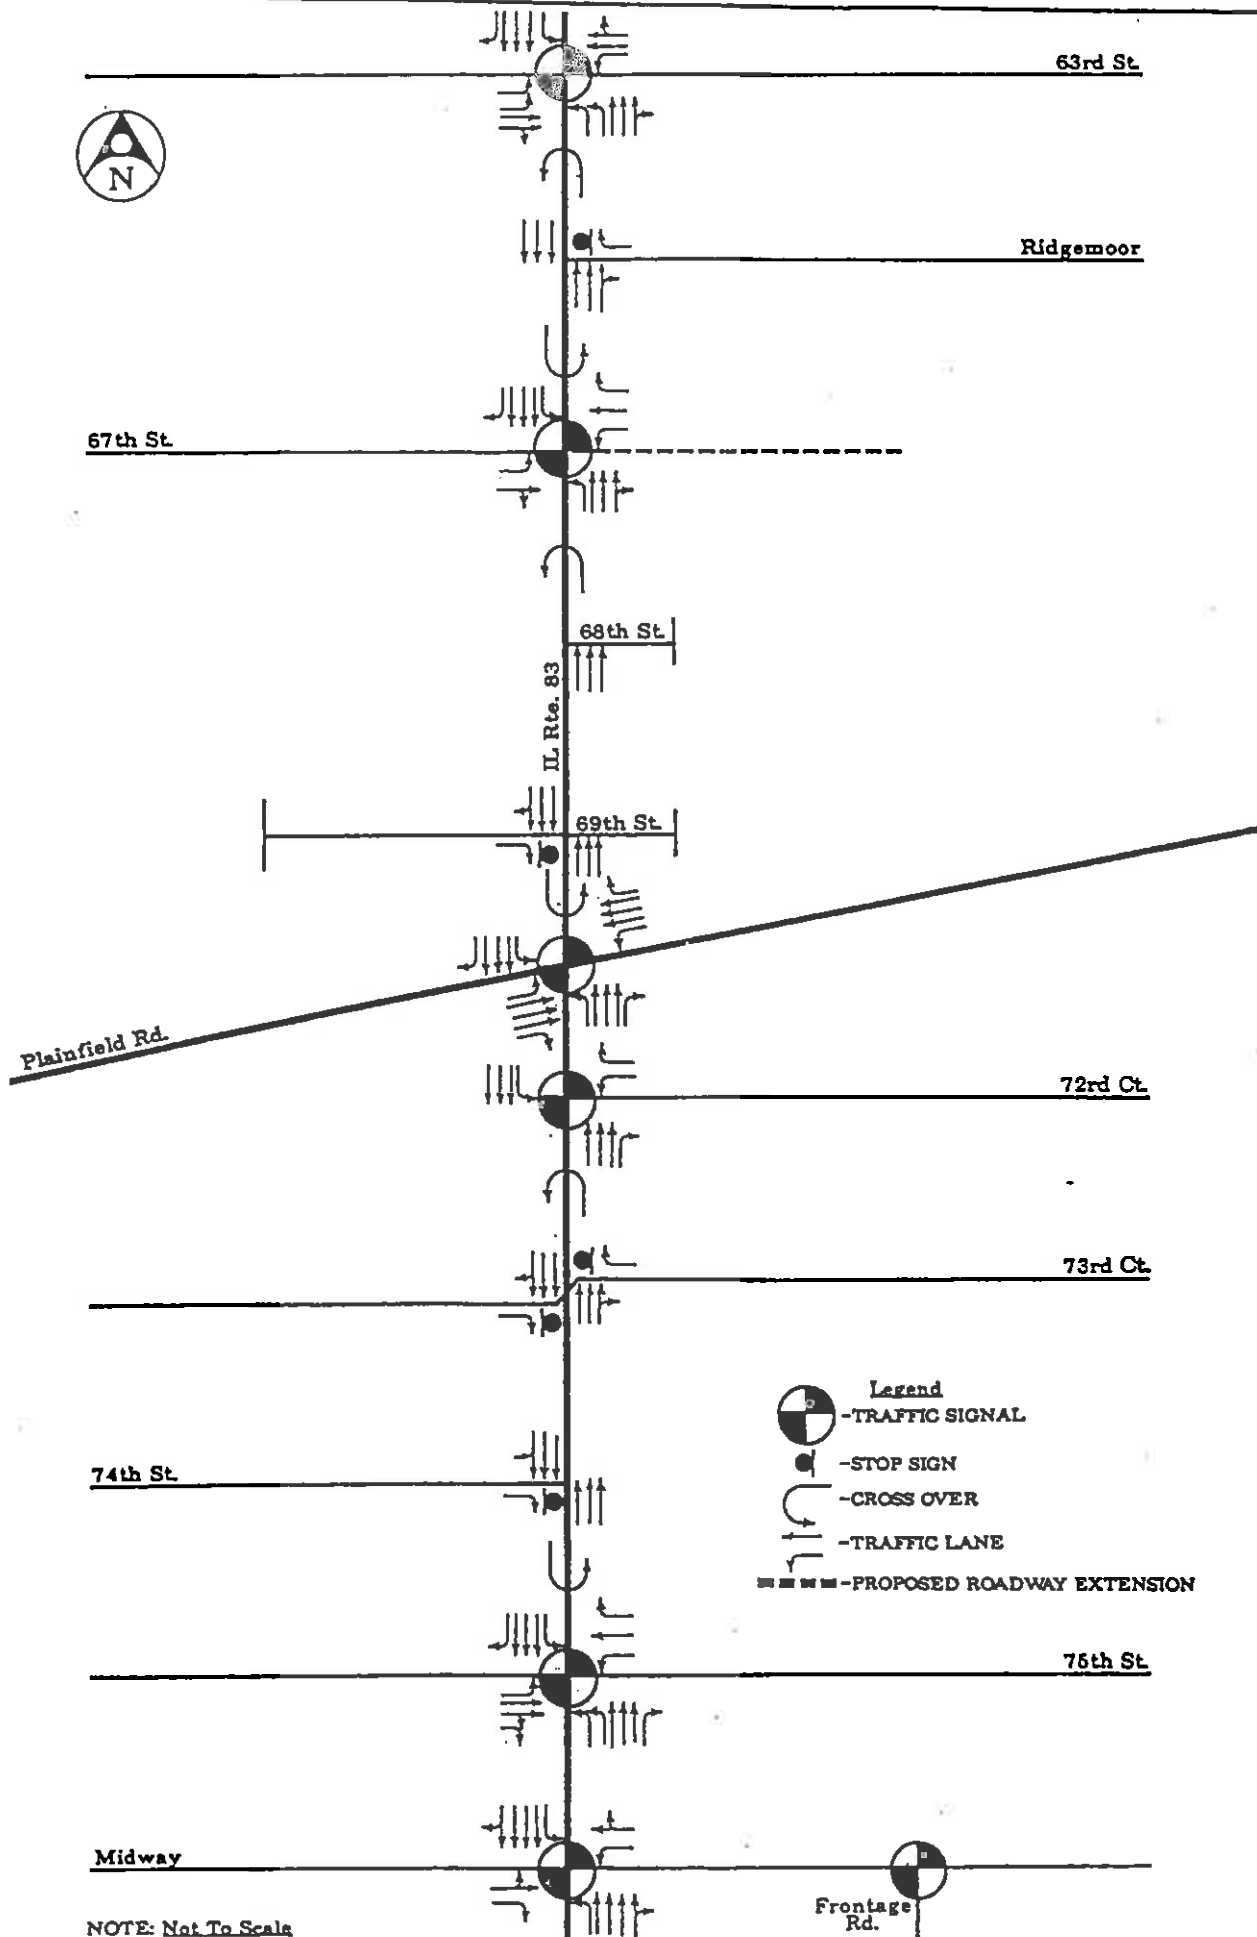 63rd St.
N
Ridgemoor
67th St.
68th St.
IL Rte. 83
69th St.
Plainfield Rd.
72rd Ct.
73rd Ct.
Legend
-TRAFFIC SIGNAL
74th St.
-STOP SIGN
-CROSS OVER
-TRAFFIC LANE
-PROPOSED ROADWAY EXTENSION
75th St.
Midway
Frontage
Rd.
NOTE: Not To Scale